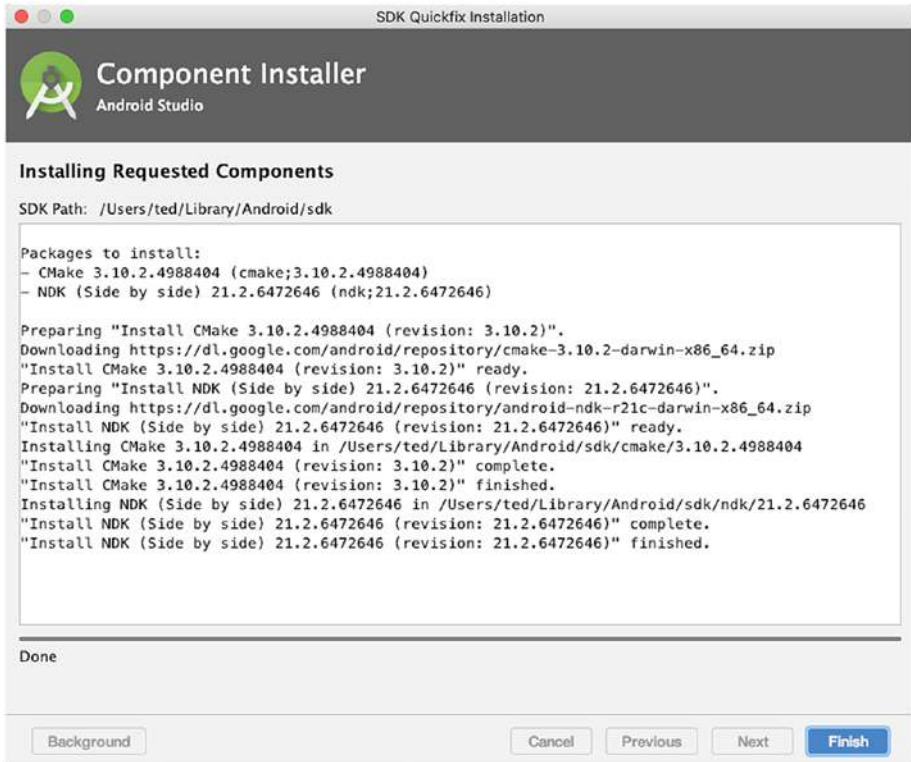 SDK Quickfix Installation
Component Installer
Android Studio
Installing Requested Components
SDK Path: /Users/ted/Library/Android/sdk
Packages to install:
- CMake 3.10.2.4988404 (cmake;3.10.2.4988404)
- NDK (Side by side) 21.2.6472646 (ndk;21.2.6472646)
Preparing "Install CMake 3.10.2.4988404 (revision: 3.10.2)".
Downloading https://dl.google.com/android/repository/cmake-3.10.2-darwin-x86_64.zip
"Install CMake 3.10.2.4988404 (revision: 3.10.2)" ready.
Preparing "Install NDK (Side by side) 21.2.6472646 (revision: 21.2.6472646)".
Downloading https://dl.google.com/android/repository/android-ndk-r21c-darwin-x86_64.zip
"Install NDK (Side by side) 21.2.6472646 (revision: 21.2.6472646)" ready.
Installing CMake 3.10.2.4988404 in /Users/ted/Library/Android/sdk/cmake/3.10.2.4988404
"Install CMake 3.10.2.4988404 (revision: 3.10.2)" complete.
"Install CMake 3.10.2.4988404 (revision: 3.10.2)" finished.
Installing NDK (Side by side) 21.2.6472646 in /Users/ted/Library/Android/sdk/ndk/21.2.6472646
"Install NDK (Side by side) 21.2.6472646 (revision: 21.2.6472646)" complete.
"Install NDK (Side by side) 21.2.6472646 (revision: 21.2.6472646)" finished.
Done
Background Cancel Previous Next Finish